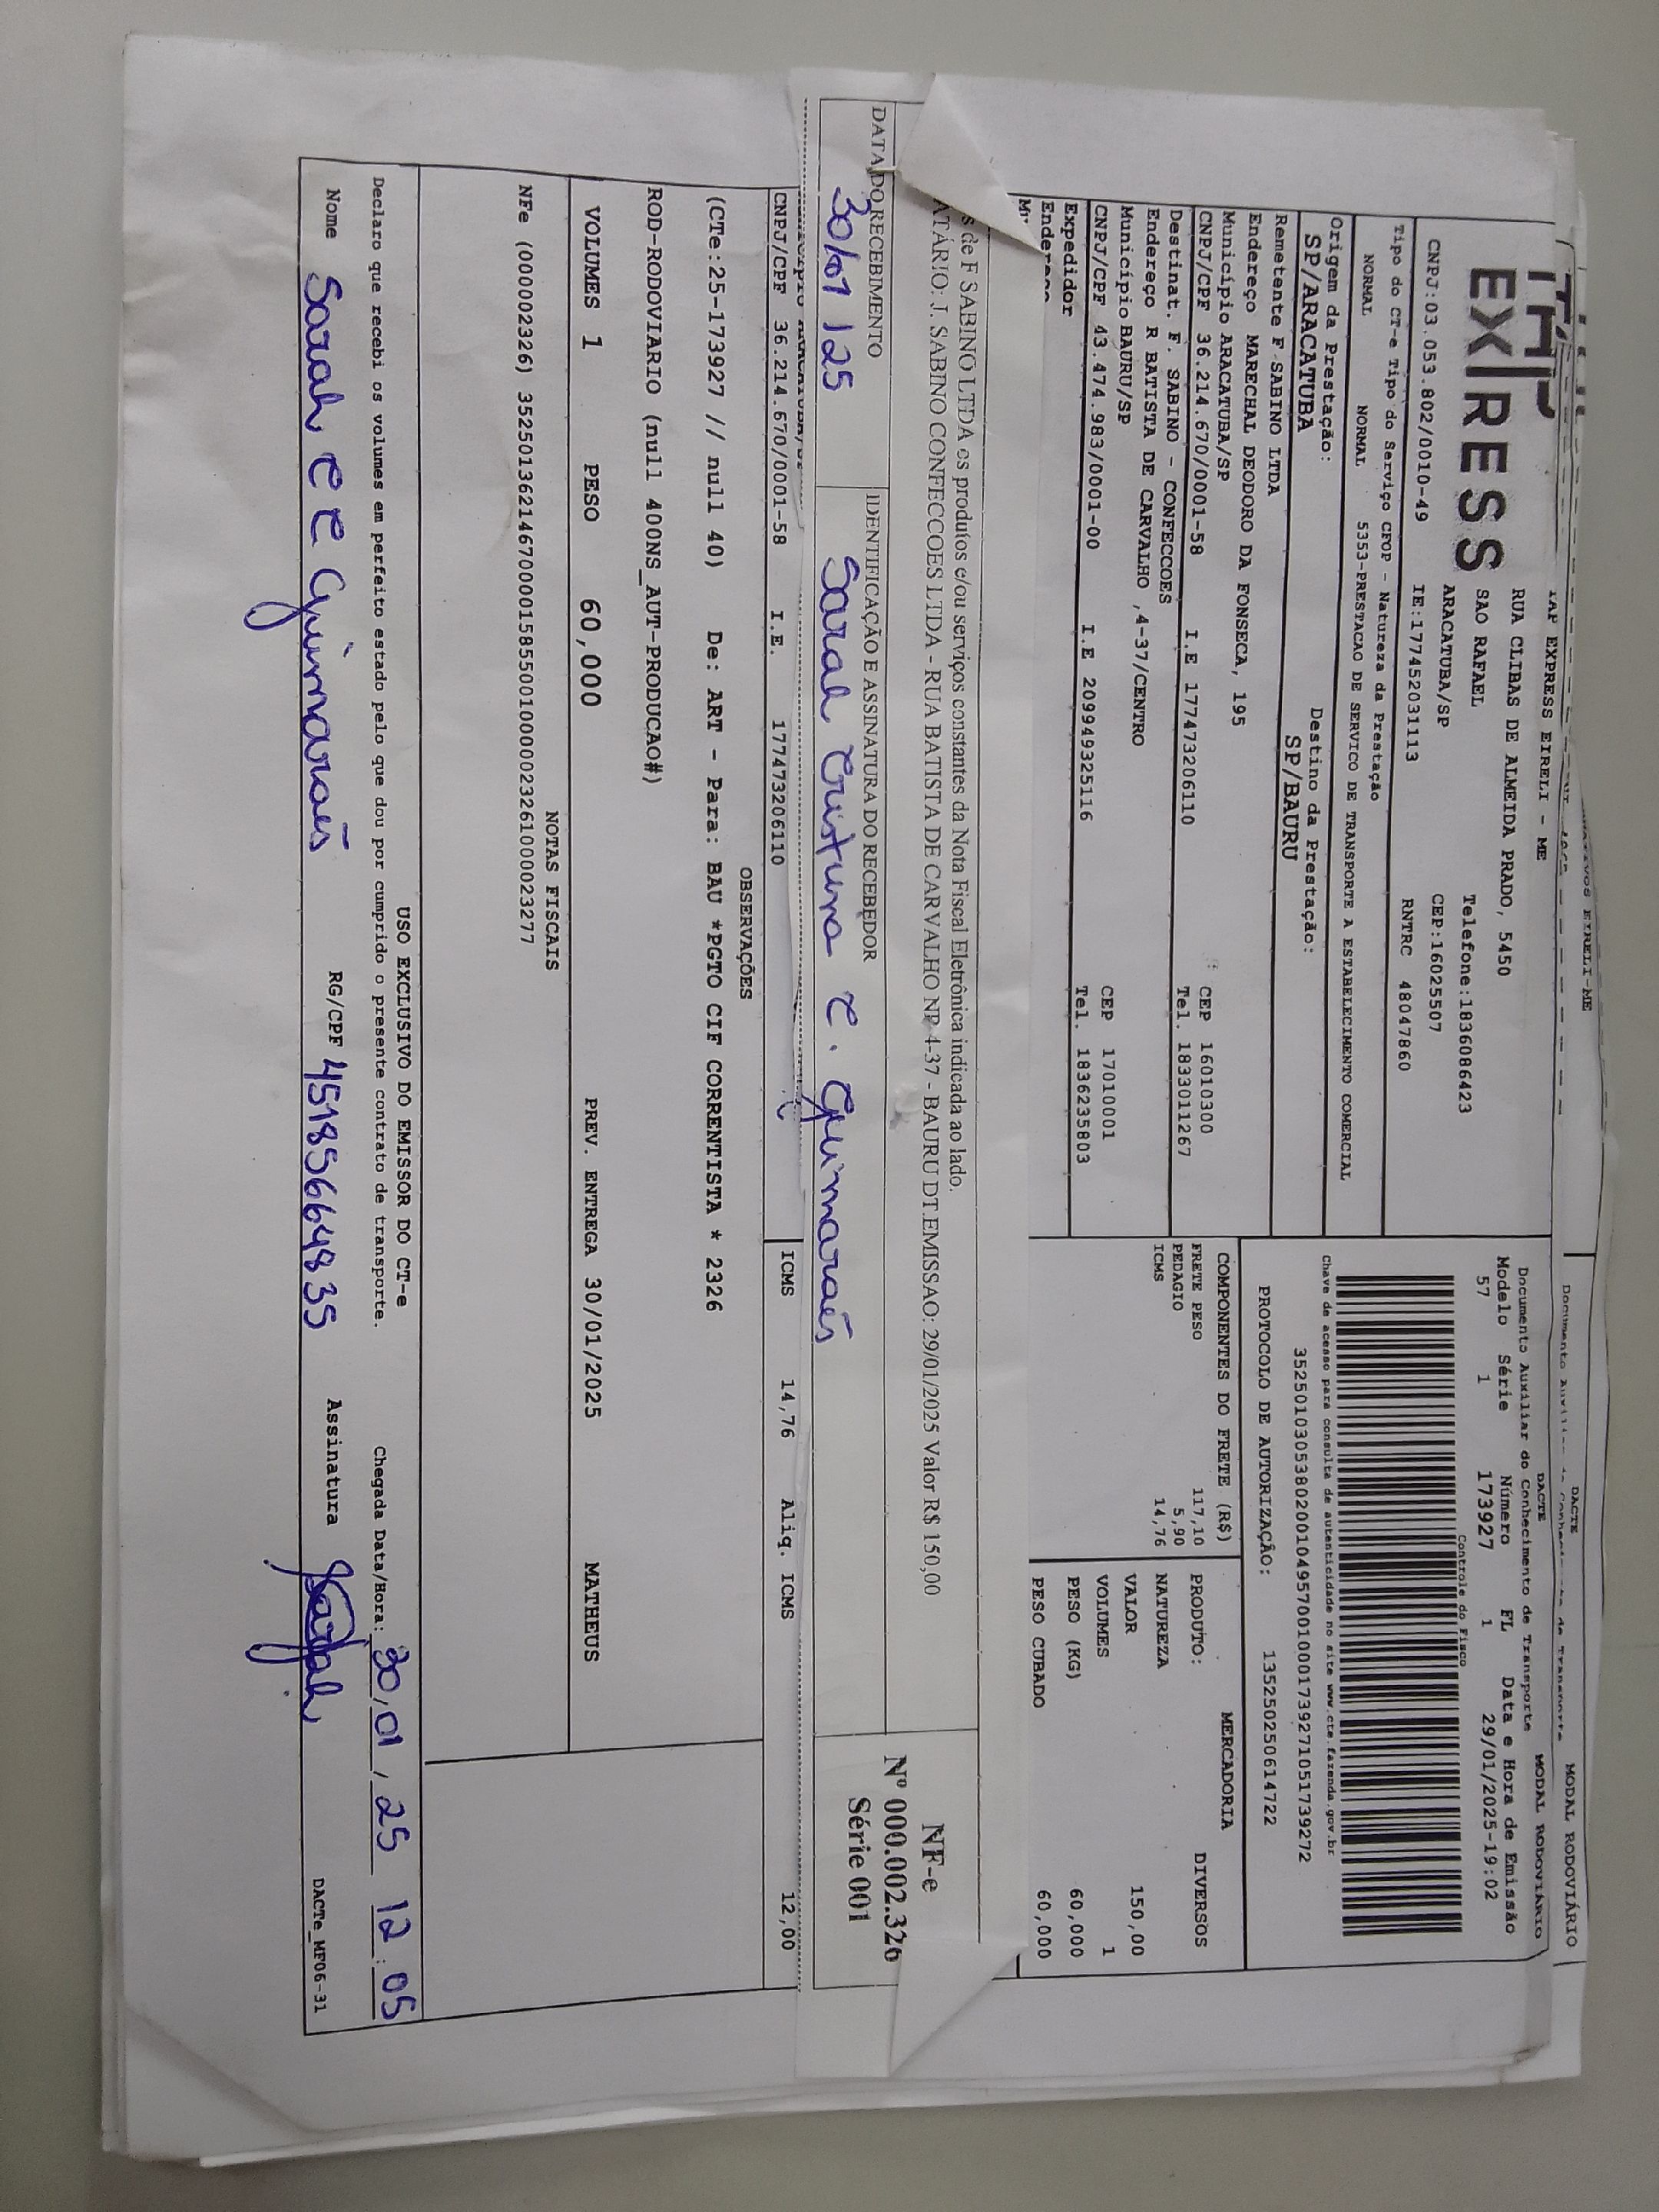 DACTE MODAL RODOVIÁRIO
IAP EXPRESS EIRELI - ME
EXPRESS
RUA CLIBAS DE ALMEIDA PRADO, 5450
SAO RAFAEL Telefone:1836086423
ARACATUBA/SP CEP:16025507
CNPJ:03.053.802/0010-49 IE:177452031113 RNTRC 48047860
DACTE MODAL RODOVIÁRIO
Documento Auxiliar do Conhecimento de Transporte
Modelo Série Número FL Data e Hora de Emissão
57 1 173927 1 29/01/2025-19:02
Controle do Fisco
Tipo do CT-e Tipo do Serviço CFOP - Natureza da Prestação
NORMAL NORMAL 5353-PRESTACAO DE SERVICO DE TRANSPORTE A ESTABELECIMENTO COMERCIAL
Chave de acesso para consulta de autenticidade no site www.cte.fazenda.gov.br
Origem da Prestação: Destino da Prestação:
SP/ARACATUBA SP/BAURU
PROTOCOLO DE AUTORIZAÇÃO: 135250250614722
Remetente F SABINO LTDA
Endereço MARECHAL DEODORO DA FONSECA, 195
Município ARACATUBA/SP CEP 16010300
CNPJ/CPF 36.214.670/0001-58 I.E 177473206110 Tel. 1833011267
Destinat. F. SABINO - CONFECCOES
Endereço R BATISTA DE CARVALHO ,4-37/CENTRO
Município BAURU/SP CEP 17010001
CNPJ/CPF 43.474.983/0001-00 I.E 209949325116 Tel. 1836235803
Expedidor
Endereço
COMPONENTES DO FRETE (R$)
FRETE PESO 117,10
PEDAGIO 5,90
ICMS 14,76
MERCADORIA
PRODUTO: DIVERSOS
NATUREZA
VALOR 150,00
VOLUMES 1
PESO (KG) 60,000
PESO CUBADO 60,000
s de F SABINO LTDA os produtos e/ou serviços constantes da Nota Fiscal Eletrônica indicada ao lado.
ATÁRIO: J. SABINO CONFECCOES LTDA - RUA BATISTA DE CARVALHO Nº 4-37 - BAURU DT.EMISSAO: 29/01/2025 Valor R$ 150,00
NF-e
Nº 000.002.326
Série 001
DATA DO RECEBIMENTO IDENTIFICAÇÃO E ASSINATURA DO RECEBEDOR
30/01/25 Sarah Cristina C. Guimarães
CNPJ/CPF 36.214.670/0001-58 I.E. 177473206110 ICMS 14,76 Aliq. ICMS 12,00
OBSERVAÇÕES
(CTe:25-173927 // null 40) De: ART - Para: BAU *PGTO CIF CORRENTISTA * 2326
ROD-RODOVIARIO (null 400NS_AUT-PRODUCAO#)
VOLUMES 1 PESO 60,000 PREV. ENTREGA 30/01/2025 MATHEUS
NOTAS FISCAIS
USO EXCLUSIVO DO EMISSOR DO CT-e
Declaro que recebi os volumes em perfeito estado pelo que dou por cumprido o presente contrato de transporte. Chegada Data/Hora: 30/01/25 12:05
Nome Sarah C C Guimarães RG/CPF 45185664835 Assinatura Sarah
DACTe_MF06-31